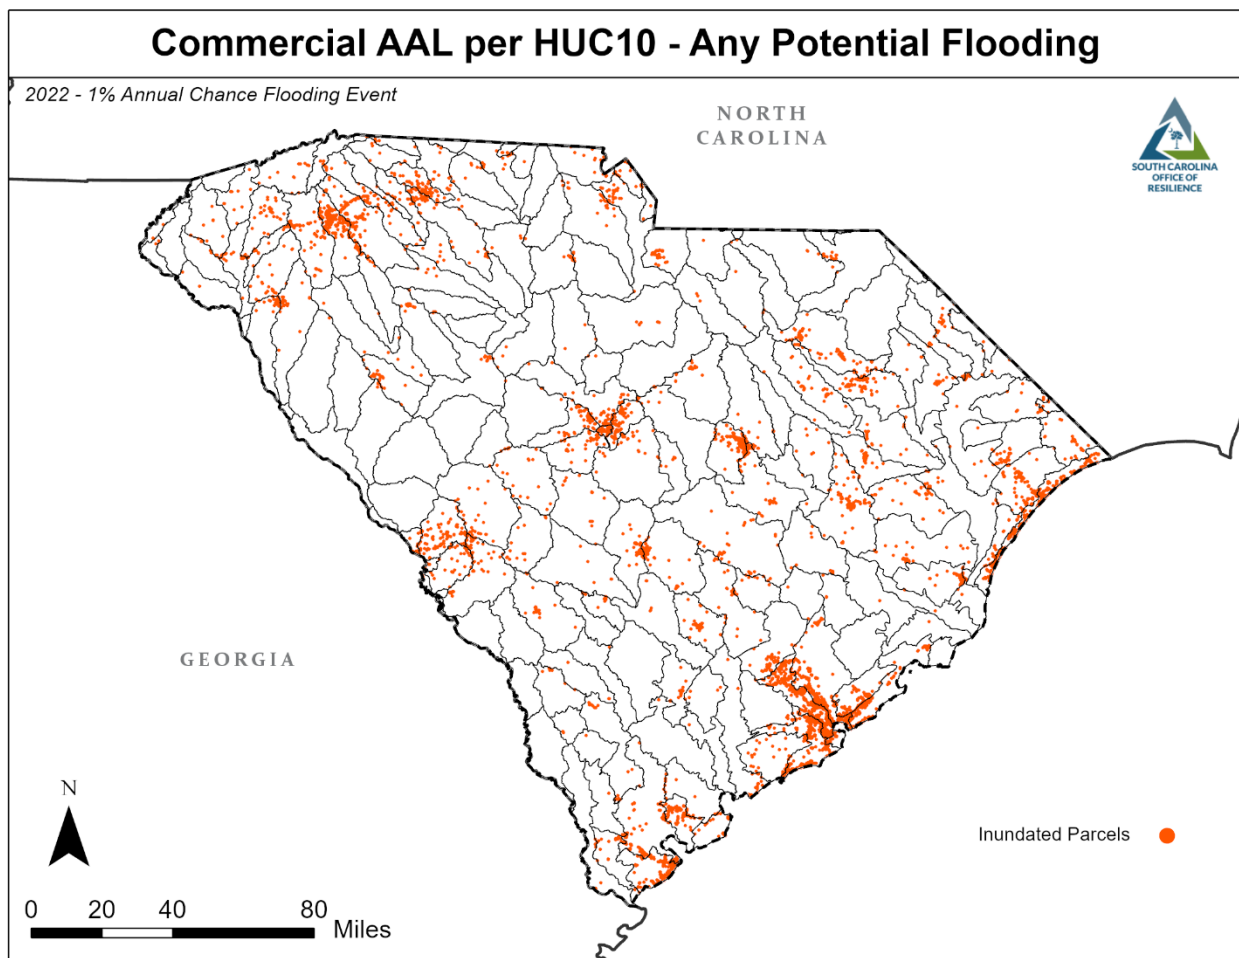 Commercial AAL per HUC10 - Any Potential Flooding
2022 - 1% Annual Chance Flooding Event
NORTH
CAROLINA
SOUTH CAROLINA
OFFICE OF
RESILIENCE
GEORGIA
N
Inundated Parcels
0 20 40 80
Miles